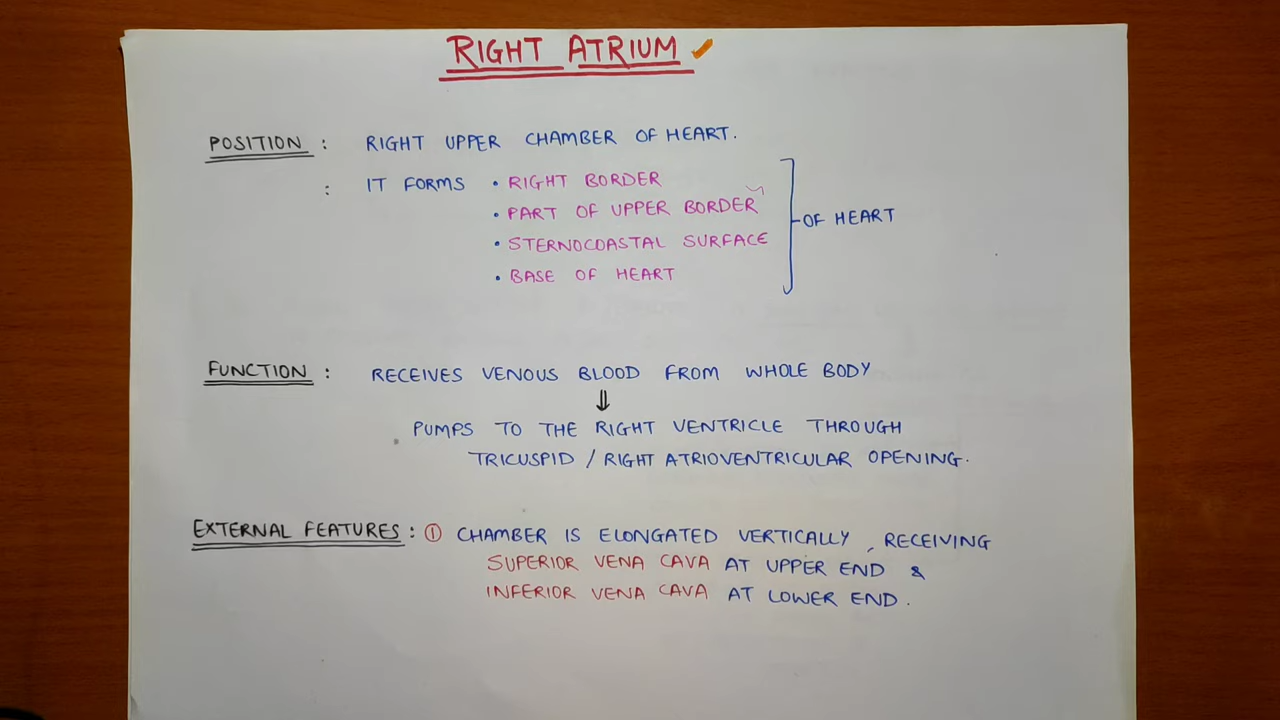 RIGHT ATRIUM ✓
POSITION : RIGHT UPPER CHAMBER OF HEART.
: IT FORMS • RIGHT BORDER
• PART OF UPPER BORDER
• STERNOCOASTAL SURFACE
• BASE OF HEART
OF HEART
FUNCTION : RECEIVES VENOUS BLOOD FROM WHOLE BODY
⇓
PUMPS TO THE RIGHT VENTRICLE THROUGH
TRICUSPID / RIGHT ATRIOVENTRICULAR OPENING.
EXTERNAL FEATURES : ① CHAMBER IS ELONGATED VERTICALLY, RECEIVING
SUPERIOR VENA CAVA AT UPPER END &
INFERIOR VENA CAVA AT LOWER END.